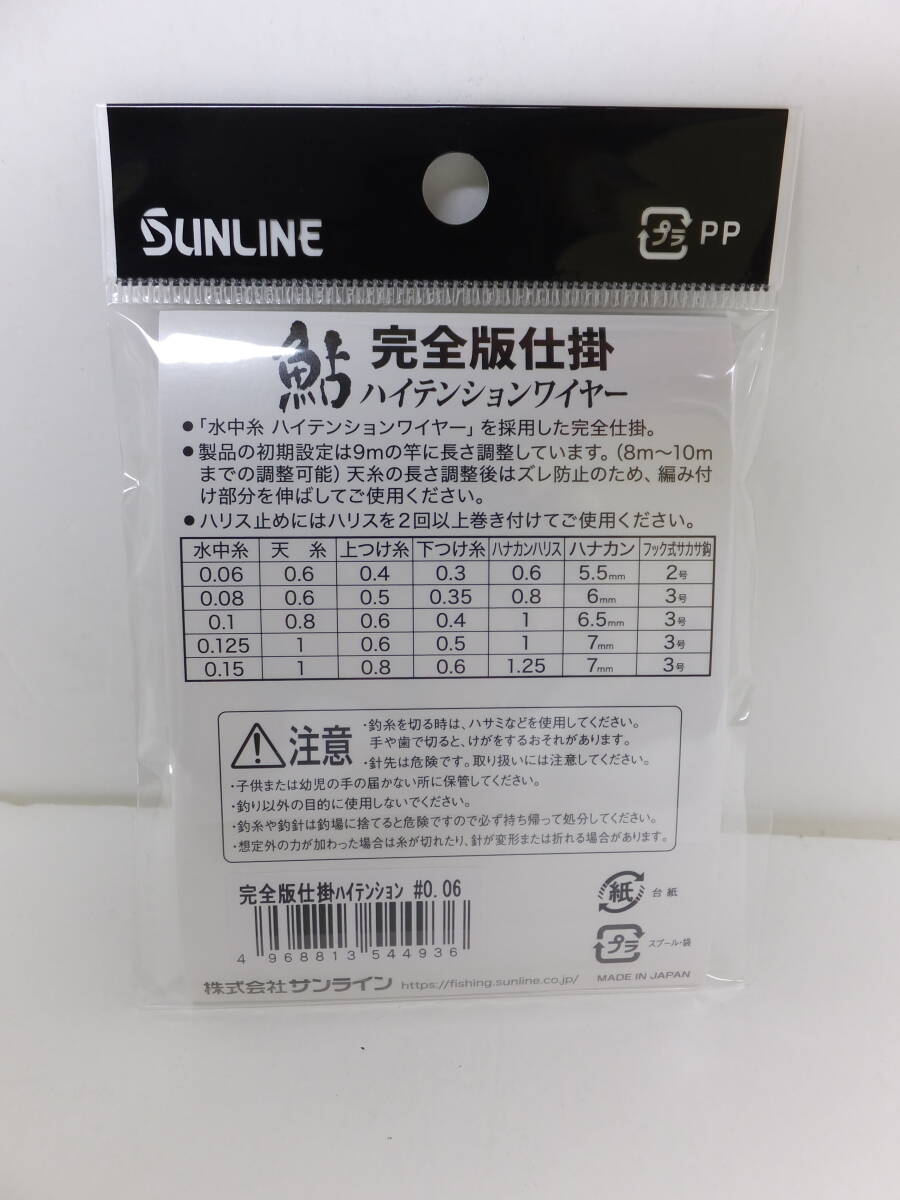 SUNLINE
プラ PP
鮎 完全版仕掛
ハイテンションワイヤー
●「水中糸 ハイテンションワイヤー」を採用した完全仕掛。
●製品の初期設定は9mの竿に長さ調整しています。(8m〜10m
までの調整可能)天糸の長さ調整後はズレ防止のため、編み付
け部分を伸ばしてご使用ください。
●ハリス止めにはハリスを2回以上巻き付けてご使用ください。
水中糸 天糸 上つけ糸 下つけ糸 ハナカンハリス ハナカン フック式サカサ鈎
0.06 0.6 0.4 0.3 0.6 5.5mm 2号
0.08 0.6 0.5 0.35 0.8 6mm 3号
0.1 0.8 0.6 0.4 1 6.5mm 3号
0.125 1 0.6 0.5 1 7mm 3号
0.15 1 0.8 0.6 1.25 7mm 3号
注意
・釣糸を切る時は、ハサミなどを使用してください。
手や歯で切ると、けがをするおそれがあります。
・針先は危険です。取り扱いには注意してください。
・子供または幼児の手の届かない所に保管してください。
・釣り以外の目的に使用しないでください。
・釣糸や釣針は釣場に捨てると危険ですので必ず持ち帰って処分してください。
・想定外の力が加わった場合は糸が切れたり、針が変形または折れる場合があります。
完全版仕掛ハイテンション #0.06
4968813544936
紙 台紙
プラ スプール・袋
株式会社サンライン https://fishing.sunline.co.jp/ MADE IN JAPAN